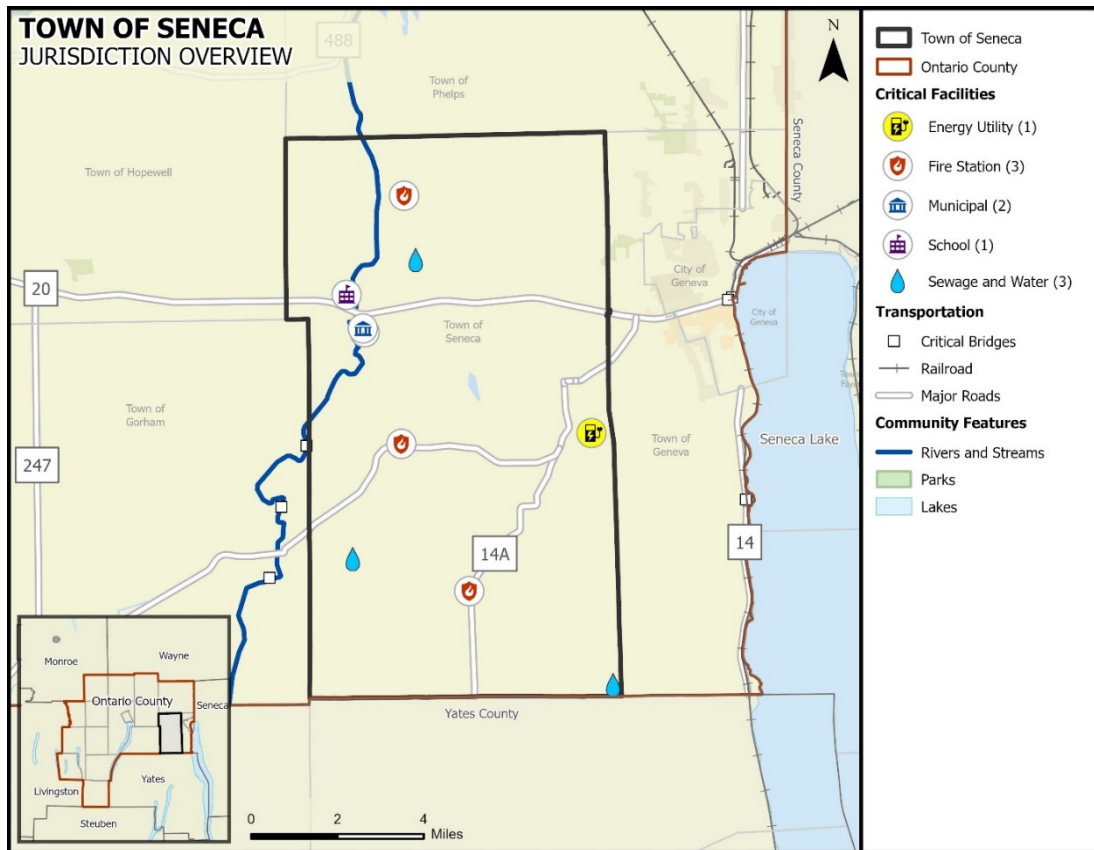 TOWN OF SENECA
JURISDICTION OVERVIEW
488
N
Town of
Phelps
Town of Hopewell
Seneca County
20
City of
Geneva
City of
Geneva
Town of
Seneca
Town of
Gorham
247
Town of
Geneva
Seneca Lake
14A
14
Yates County
Monroe
Wayne
Ontario County
Seneca
Livingston
Yates
Steuben
0 2 4
Miles
Town of Seneca
Ontario County
Critical Facilities
Energy Utility (1)
Fire Station (3)
Municipal (2)
School (1)
Sewage and Water (3)
Transportation
Critical Bridges
Railroad
Major Roads
Community Features
Rivers and Streams
Parks
Lakes